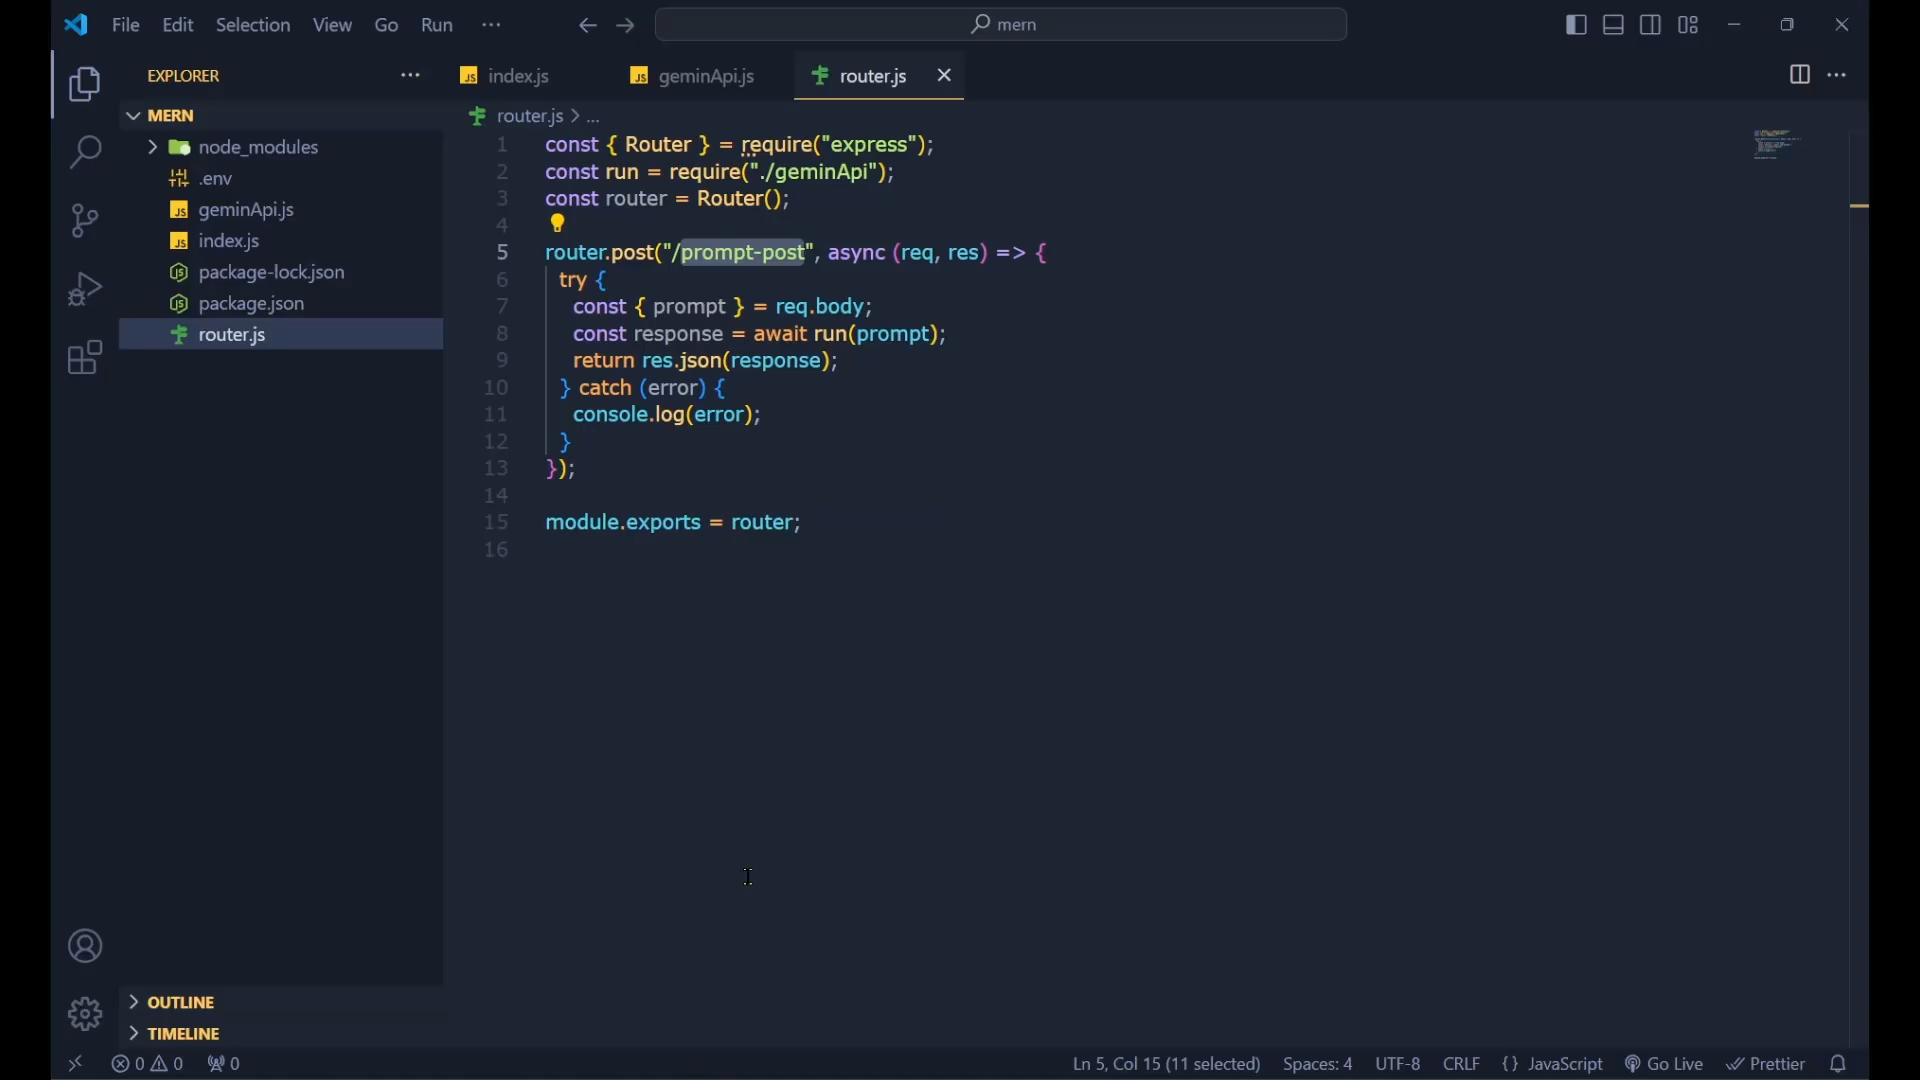 File Edit Selection View Go Run ···
mern
EXPLORER ···
MERN
node_modules
.env
geminApi.js
index.js
package-lock.json
package.json
router.js
OUTLINE
TIMELINE
index.js
geminApi.js
router.js
router.js > ...
1 const { Router } = require("express");
2 const run = require("./geminApi");
3 const router = Router();
4
5 router.post("/prompt-post", async (req, res) => {
6 try {
7 const { prompt } = req.body;
8 const response = await run(prompt);
9 return res.json(response);
10 } catch (error) {
11 console.log(error);
12 }
13 });
14
15 module.exports = router;
16
0 0 0 Ln 5, Col 15 (11 selected) Spaces: 4 UTF-8 CRLF {} JavaScript Go Live Prettier